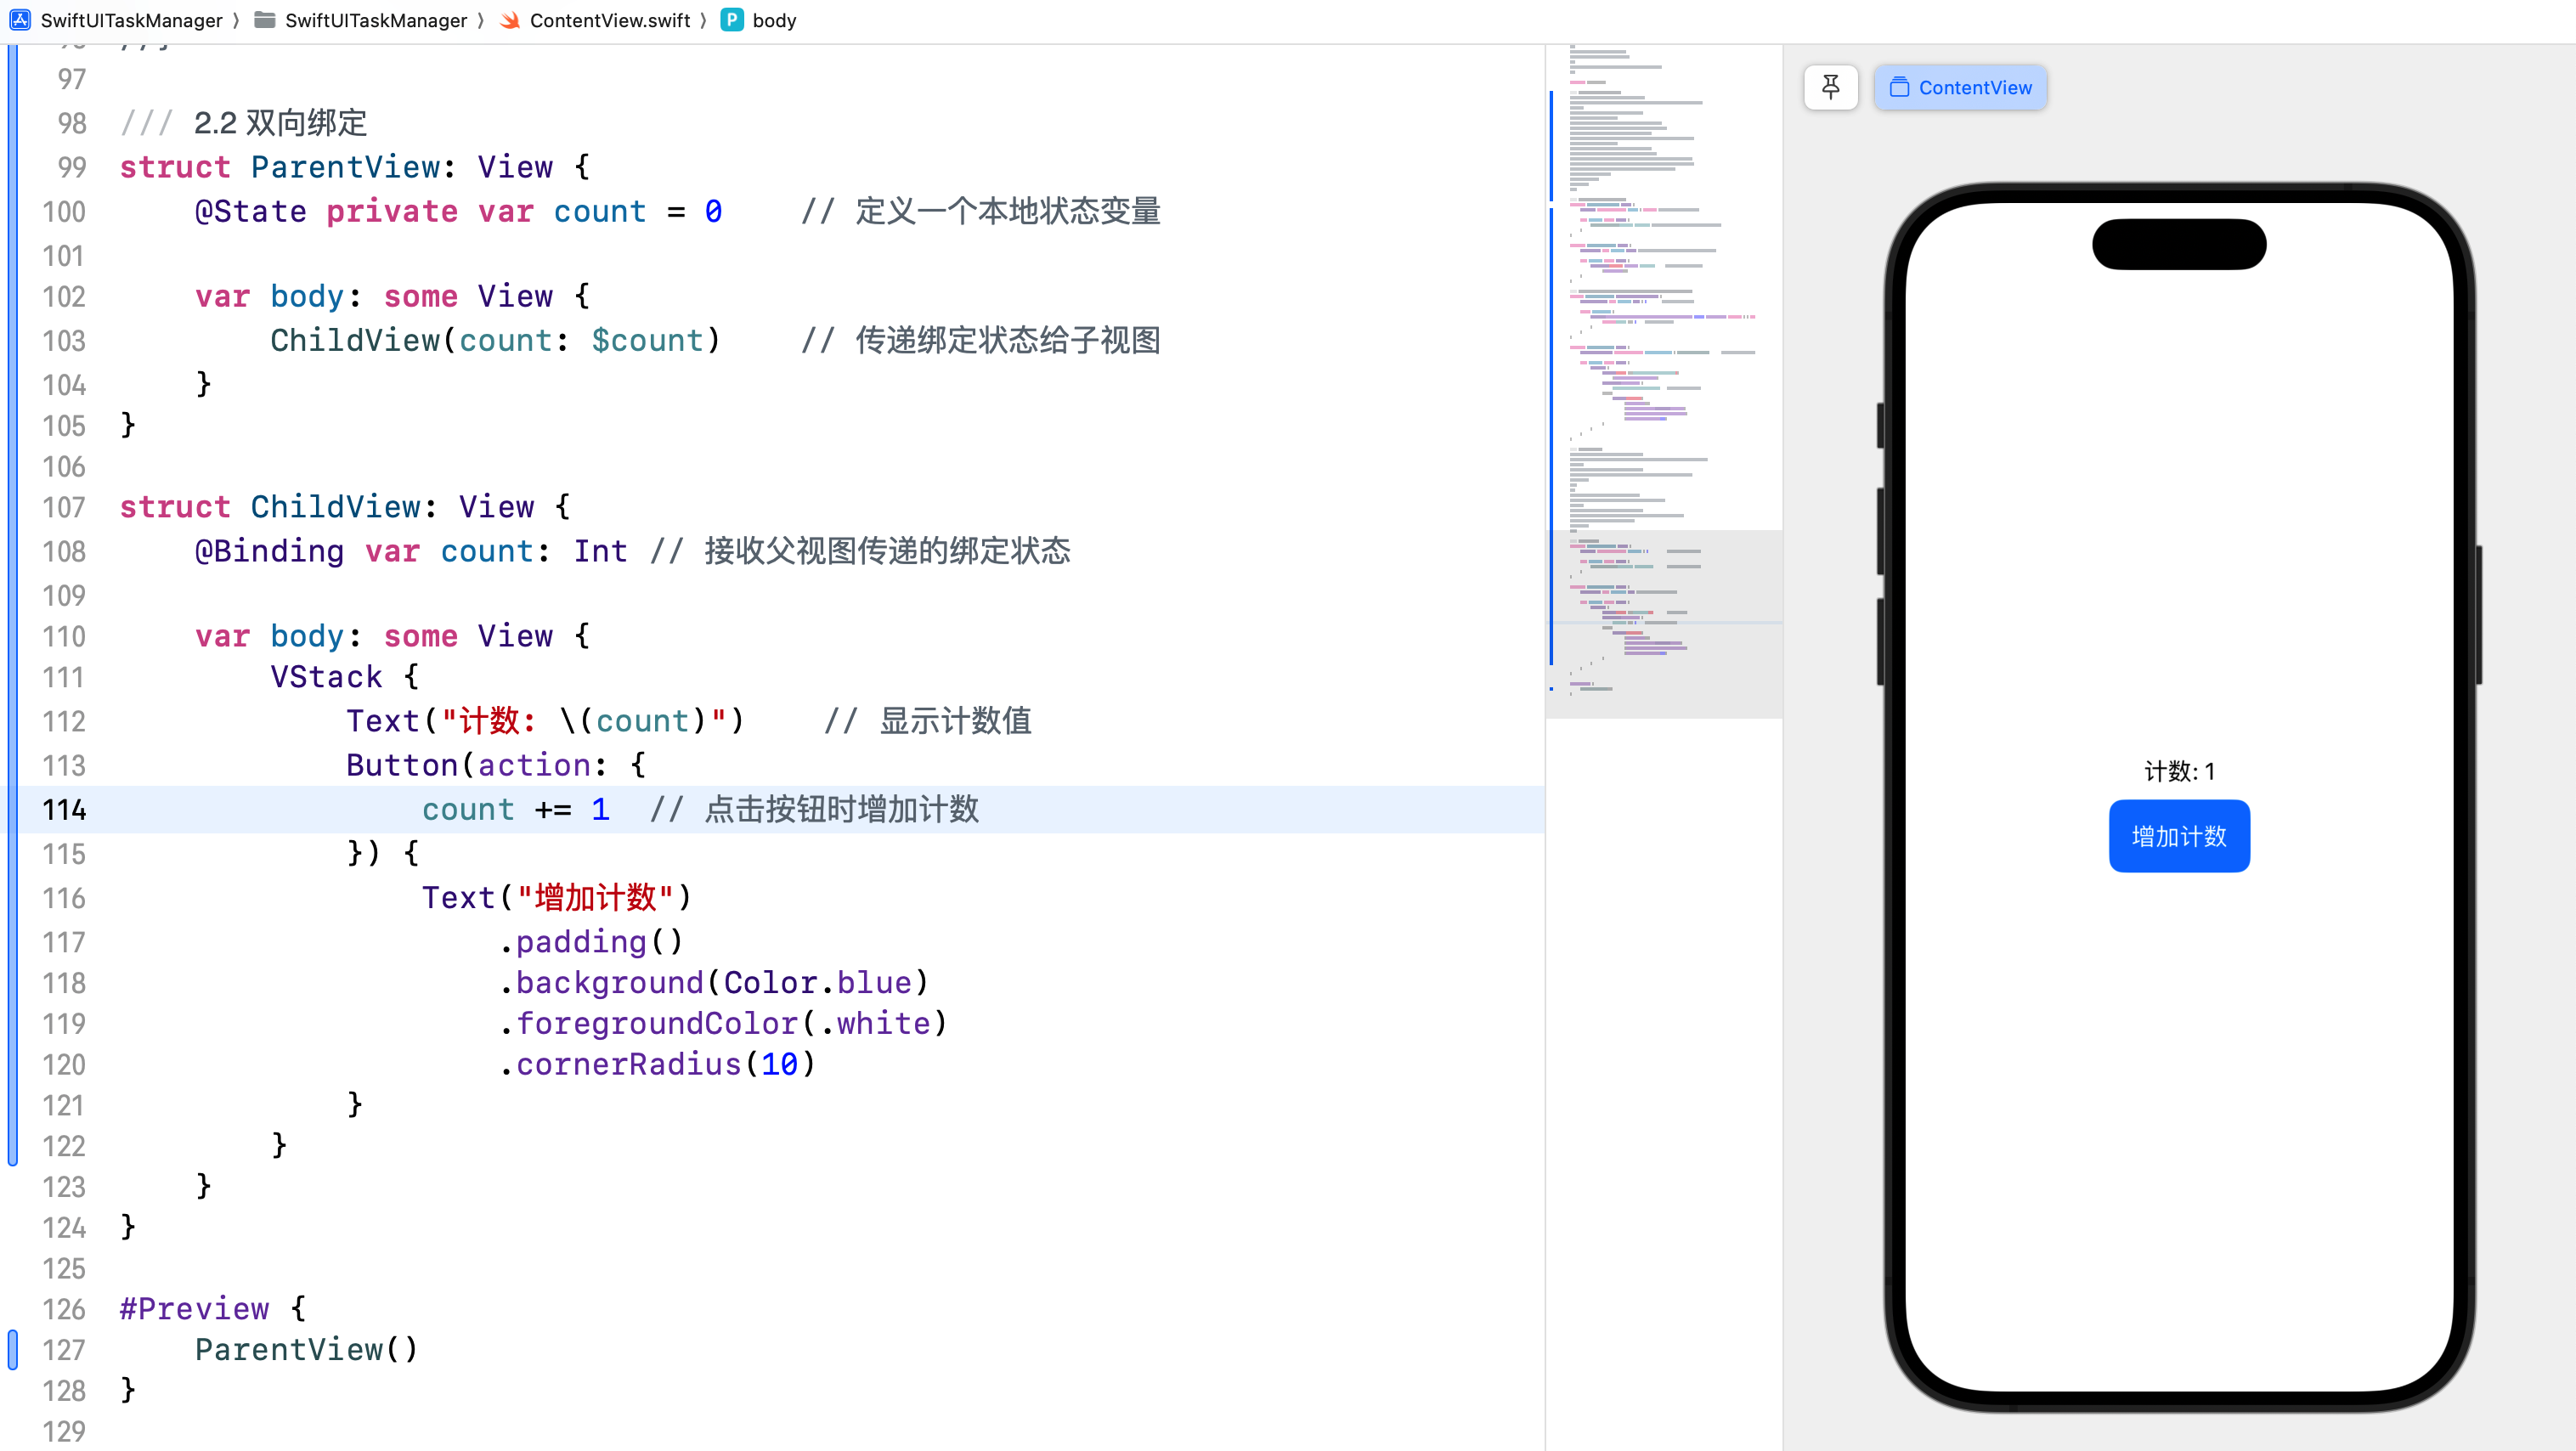 SwiftUITaskManager 〉 SwiftUITaskManager 〉 ContentView.swift 〉 P body
97
98 /// 2.2 双向绑定
99 struct ParentView: View {
100 @State private var count = 0 // 定义一个本地状态变量
101
102 var body: some View {
103 ChildView(count: $count) // 传递绑定状态给子视图
104 }
105 }
106
107 struct ChildView: View {
108 @Binding var count: Int // 接收父视图传递的绑定状态
109
110 var body: some View {
111 VStack {
112 Text("计数: \(count)") // 显示计数值
113 Button(action: {
114 count += 1 // 点击按钮时增加计数
115 }) {
116 Text("增加计数")
117 .padding()
118 .background(Color.blue)
119 .foregroundColor(.white)
120 .cornerRadius(10)
121 }
122 }
123 }
124 }
125
126 #Preview {
127 ParentView()
128 }
129
ContentView
计数: 1
增加计数